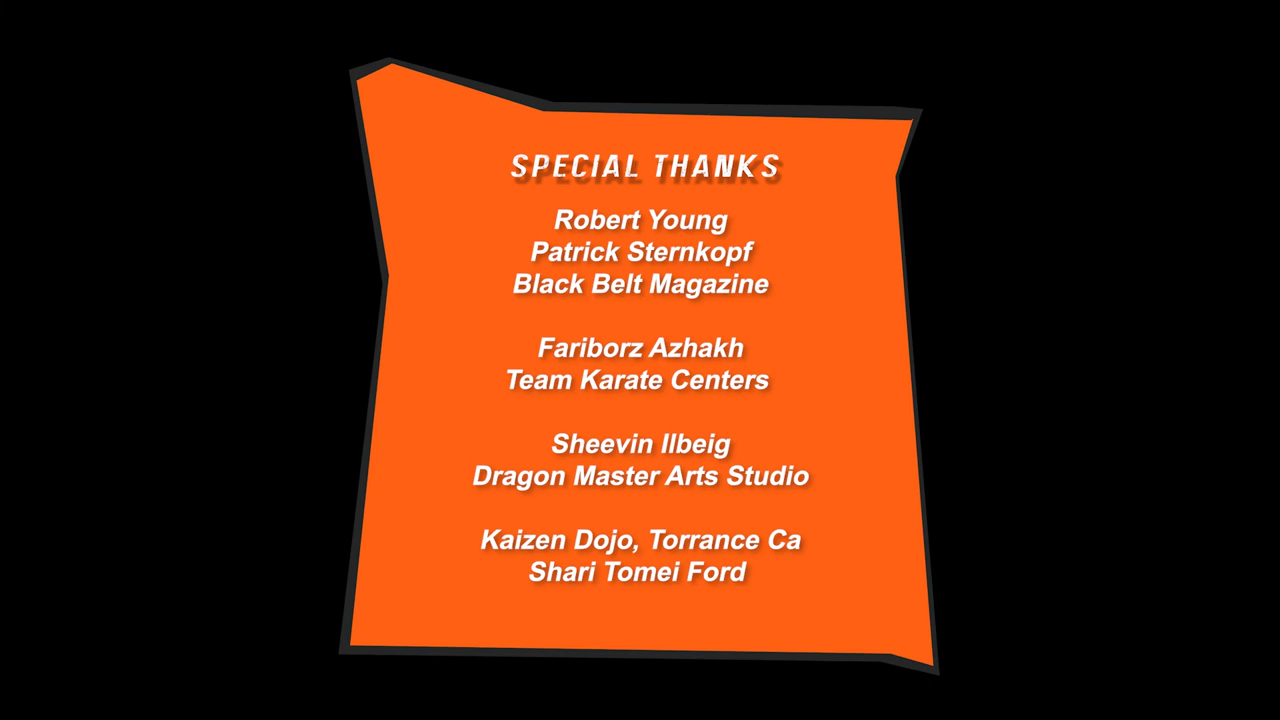 SPECIAL THANKS
Robert Young
Patrick Sternkopf
Black Belt Magazine
Fariborz Azhakh
Team Karate Centers
Sheevin Ilbeig
Dragon Master Arts Studio
Kaizen Dojo, Torrance Ca
Shari Tomei Ford